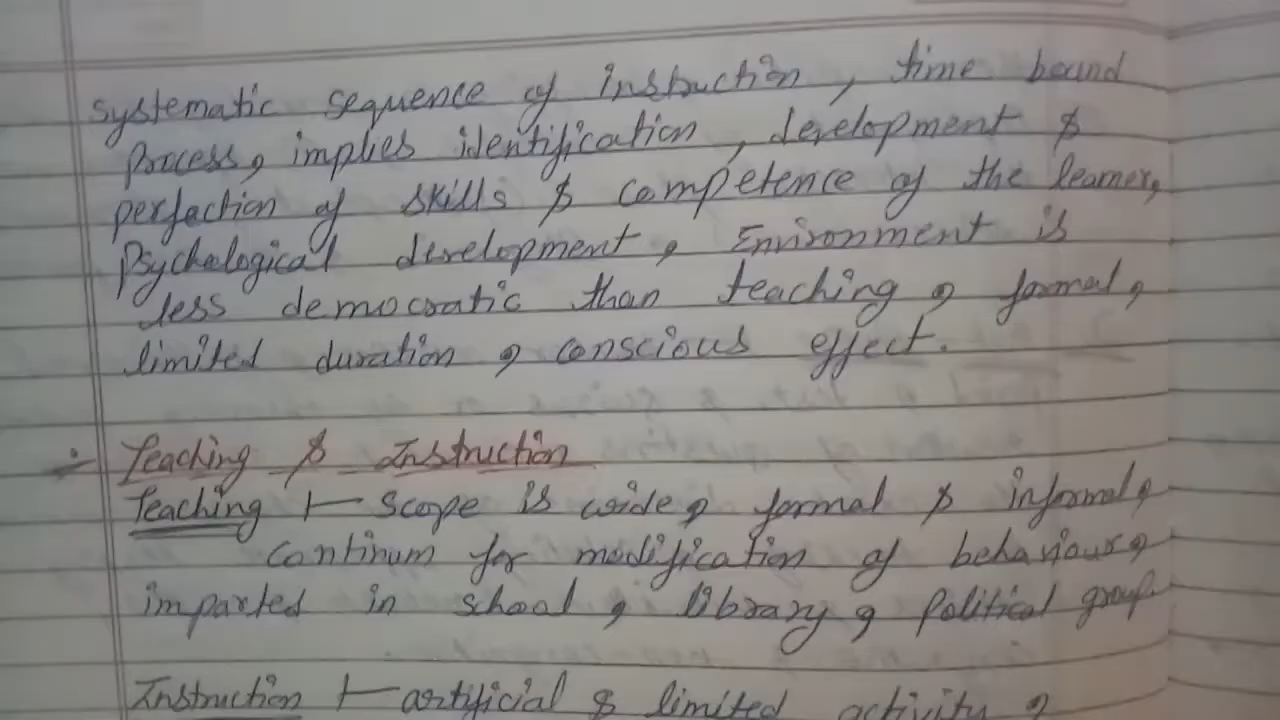 systematic sequence of instruction, time bound
process, implies identification, development &
perfection of skills & competence of the learner,
Psychological development, Environment is
less democratic than teaching, formal,
limited duration, conscious effect.
Teaching & Instruction
Teaching ⊢ Scope is wide, formal & informal,
continum for modification of behaviour,
imparted in school, library, Political group.
Instruction ⊢ artificial & limited activity,